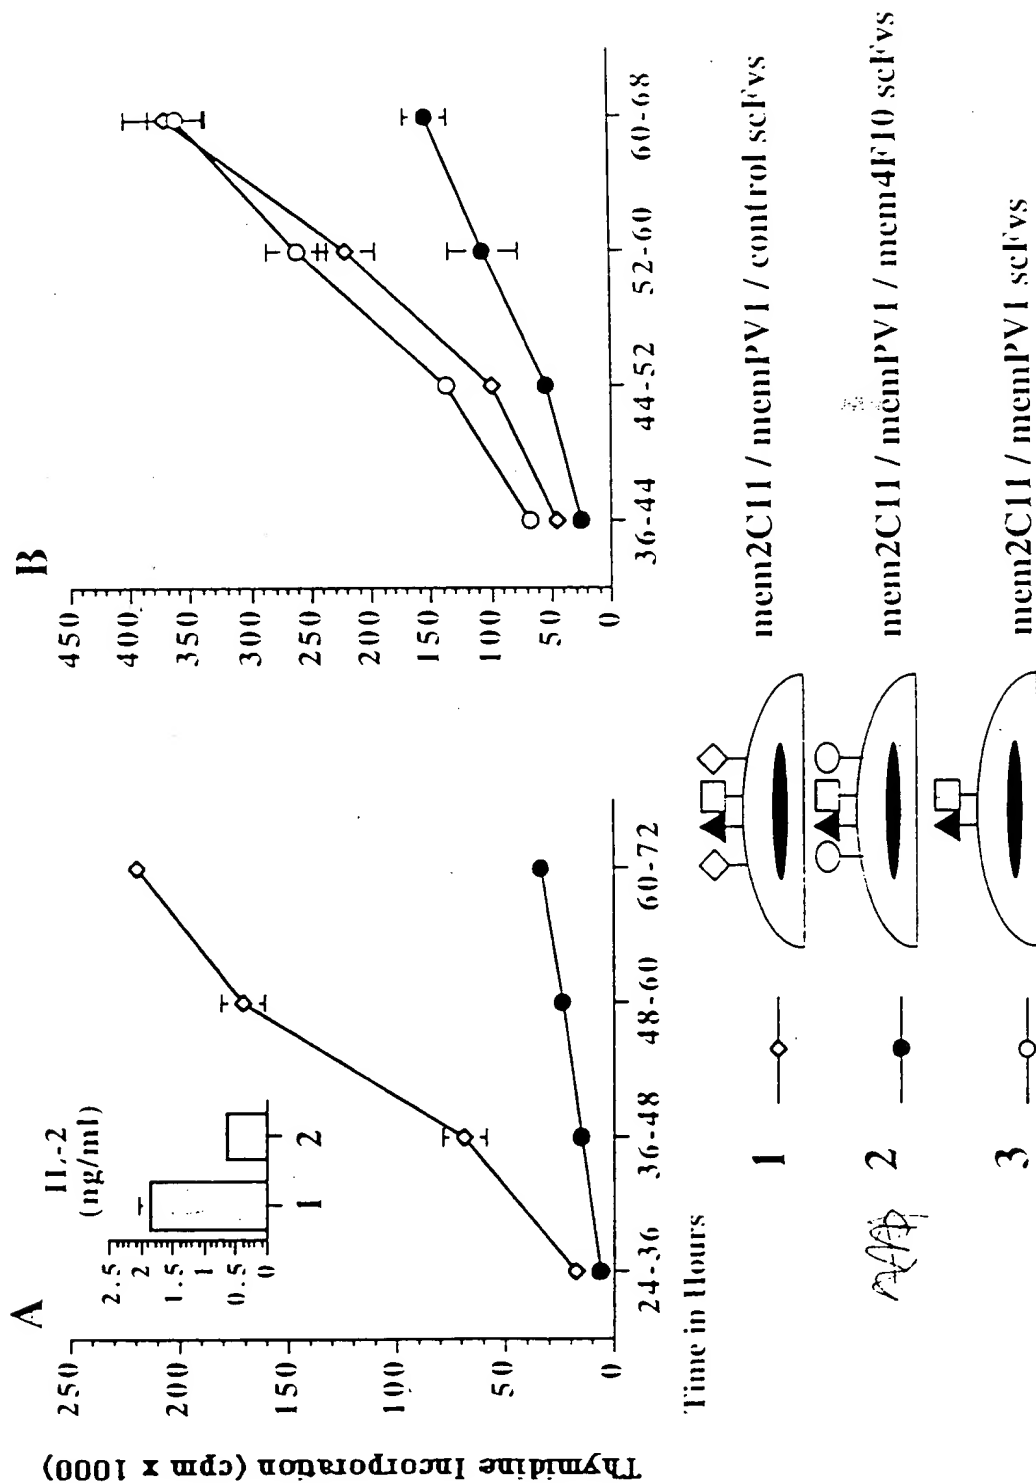 A
B
Thymidine Incorporation (cpm x 1000)
250
200
150
100
50
0
IL-2
(ng/ml)
2.5
2
1.5
1
0.5
0
1 2
24-36 36-48 48-60 60-72
450
400
350
300
250
200
150
100
50
0
36-44 44-52 52-60 60-68
Time in Hours
1 mem2C11 / memPV1 / control scFvs
2 mem2C11 / memPV1 / mem4F10 scFvs
3 mem2C11 / memPV1 scFvs